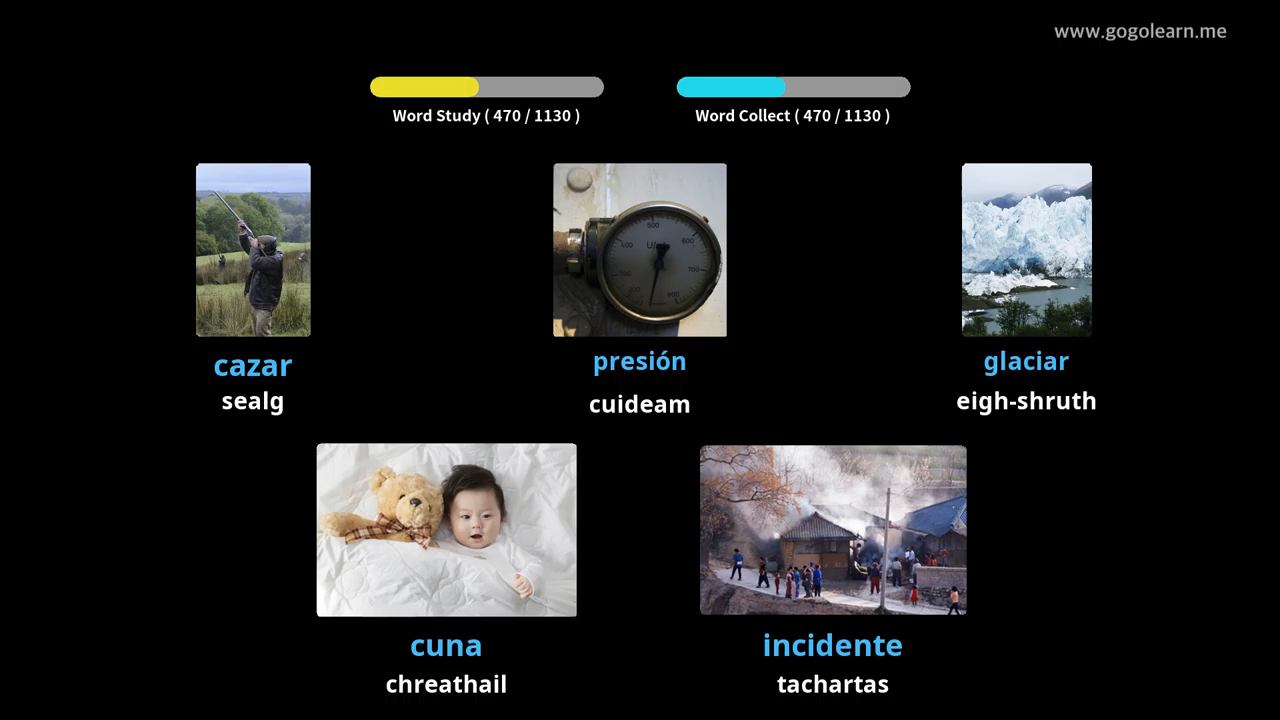 www.gogolearn.me
Word Study ( 470 / 1130 )
Word Collect ( 470 / 1130 )
cazar
sealg
presión
cuideam
glaciar
eigh-shruth
cuna
chreathail
incidente
tachartas